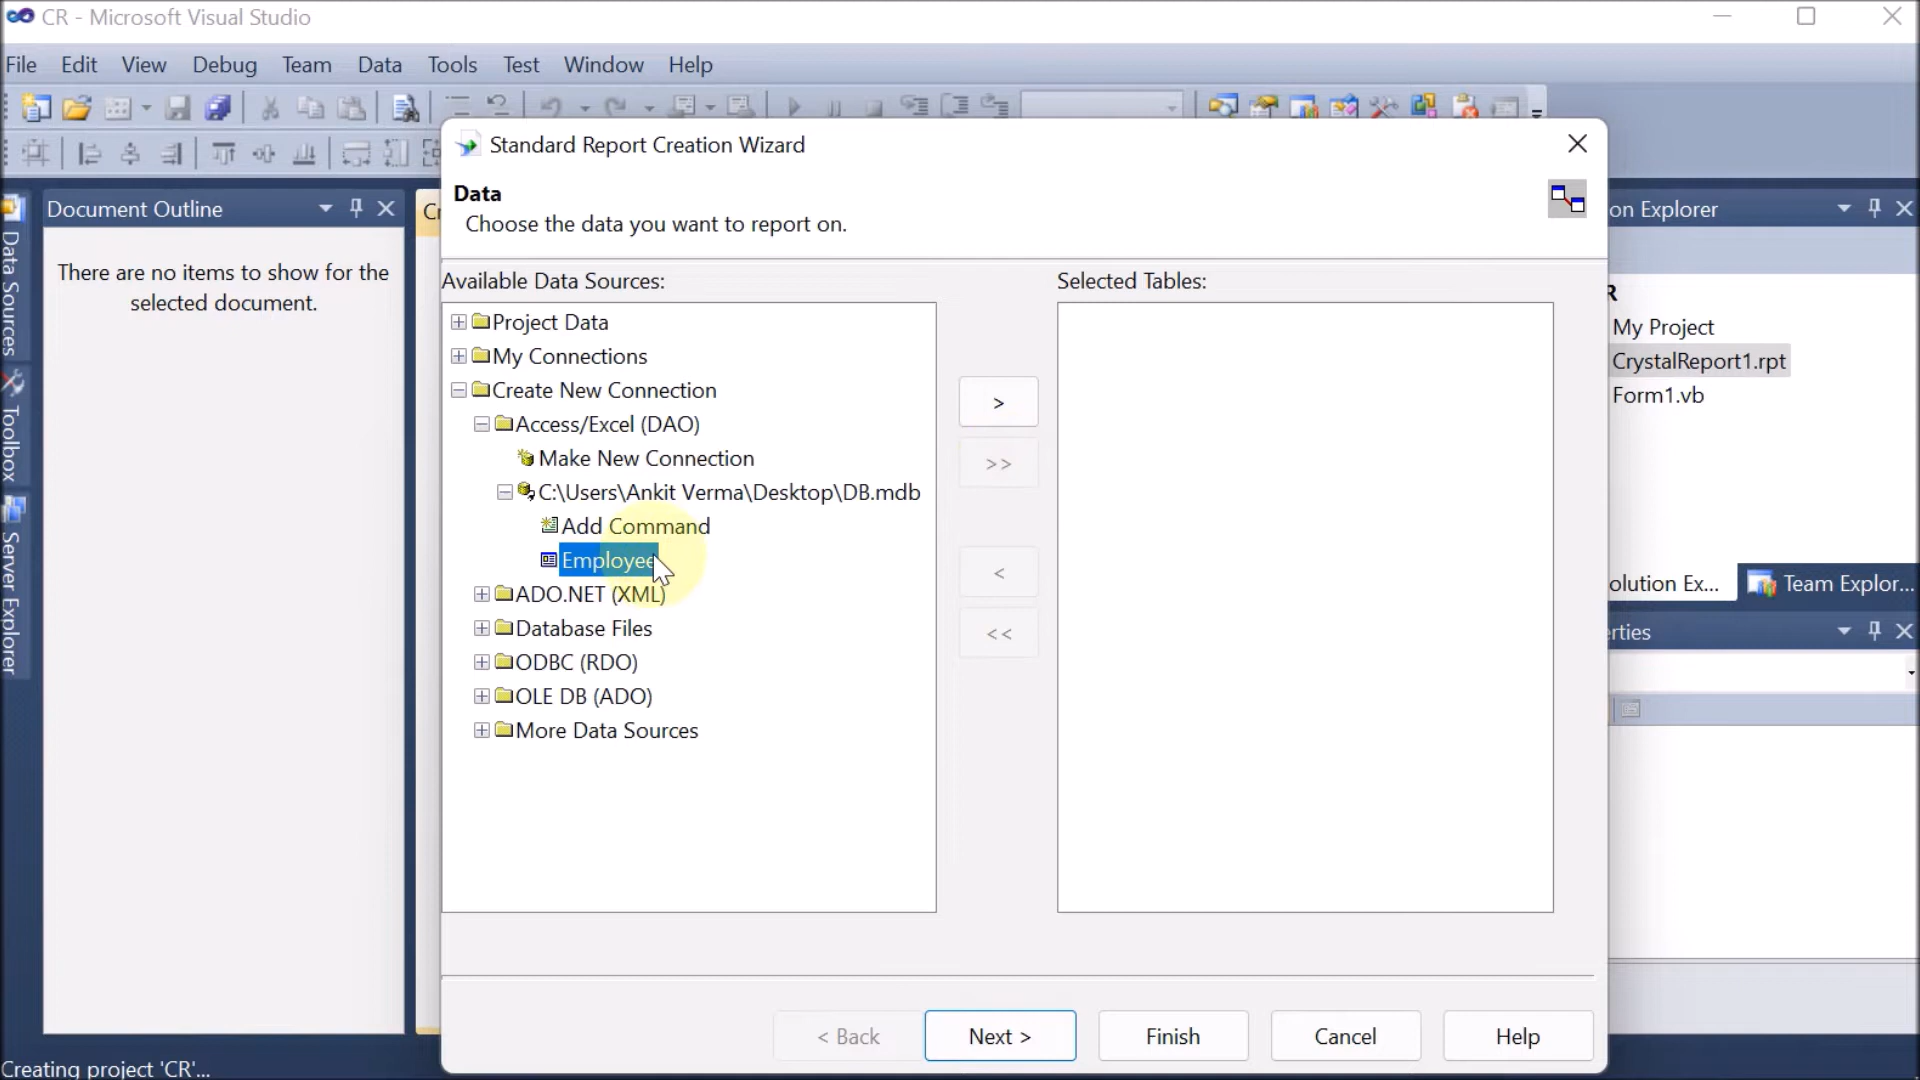 CR - Microsoft Visual Studio
File Edit View Debug Team Data Tools Test Window Help
Standard Report Creation Wizard
Data
Choose the data you want to report on.
Document Outline
There are no items to show for the
selected document.
Data Sources
Toolbox
Server Explorer
Available Data Sources:
Project Data
My Connections
Create New Connection
Access/Excel (DAO)
Make New Connection
C:\Users\Ankit Verma\Desktop\DB.mdb
Add Command
Employee
ADO.NET (XML)
Database Files
ODBC (RDO)
OLE DB (ADO)
More Data Sources
>
>>
<
<<
Selected Tables:
< Back
Next >
Finish
Cancel
Help
on Explorer
R
My Project
CrystalReport1.rpt
Form1.vb
olution Ex...
Team Explor...
erties
Creating project 'CR'...